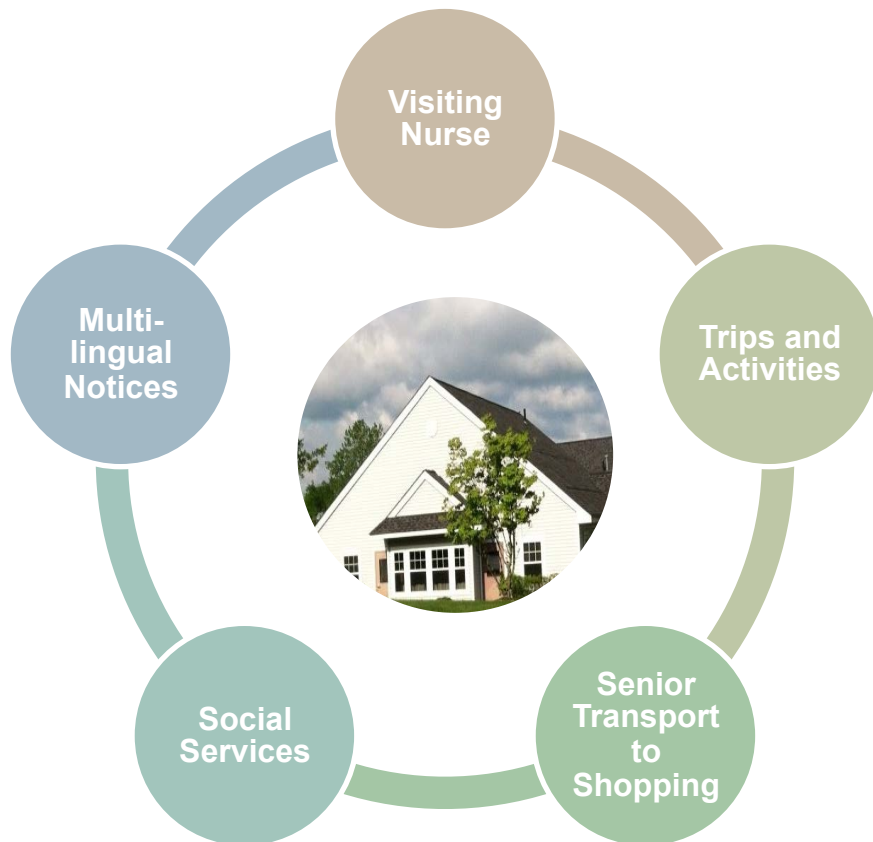 Visiting
Nurse
Trips and
Activities
Senior
Transport
to
Shopping
Social
Services
Multi-
lingual
Notices